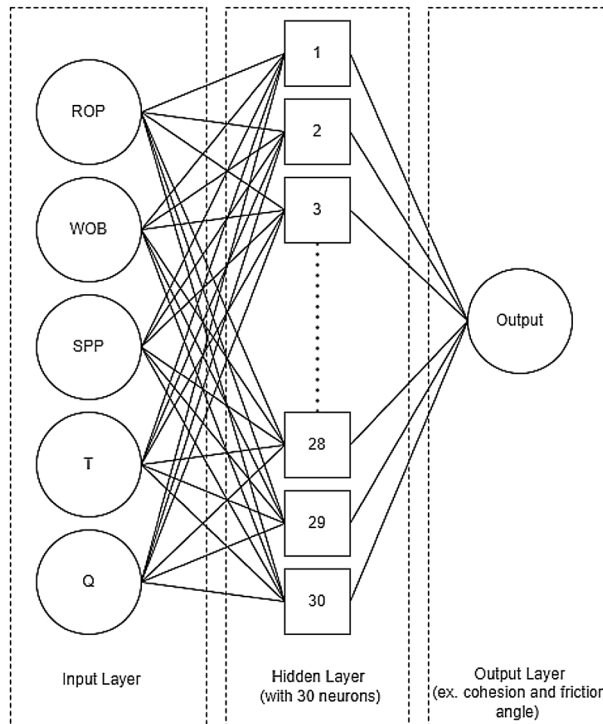 ROP
WOB
SPP
T
Q
Input Layer
1
2
3
28
29
30
Hidden Layer
(with 30 neurons)
Output
Output Layer
(ex. cohesion and friction
angle)